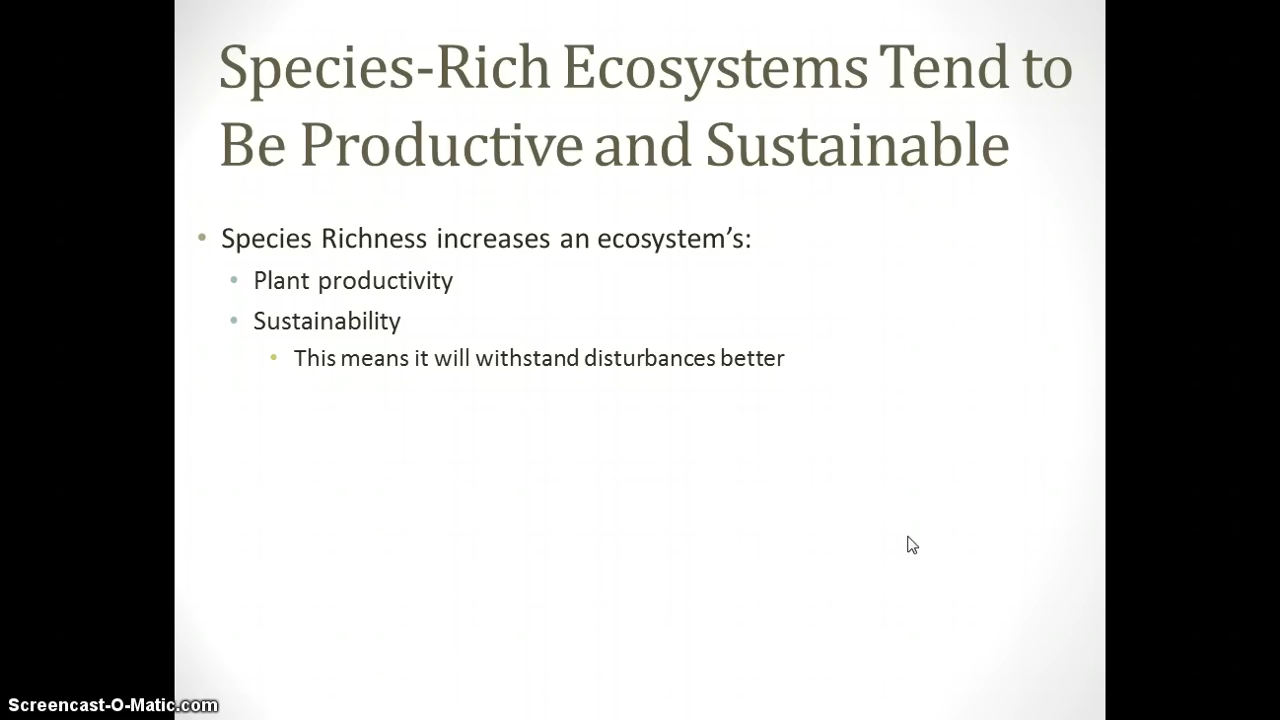 Species-Rich Ecosystems Tend to
Be Productive and Sustainable
• Species Richness increases an ecosystem’s:
• Plant productivity
• Sustainability
• This means it will withstand disturbances better
Screencast-O-Matic.com